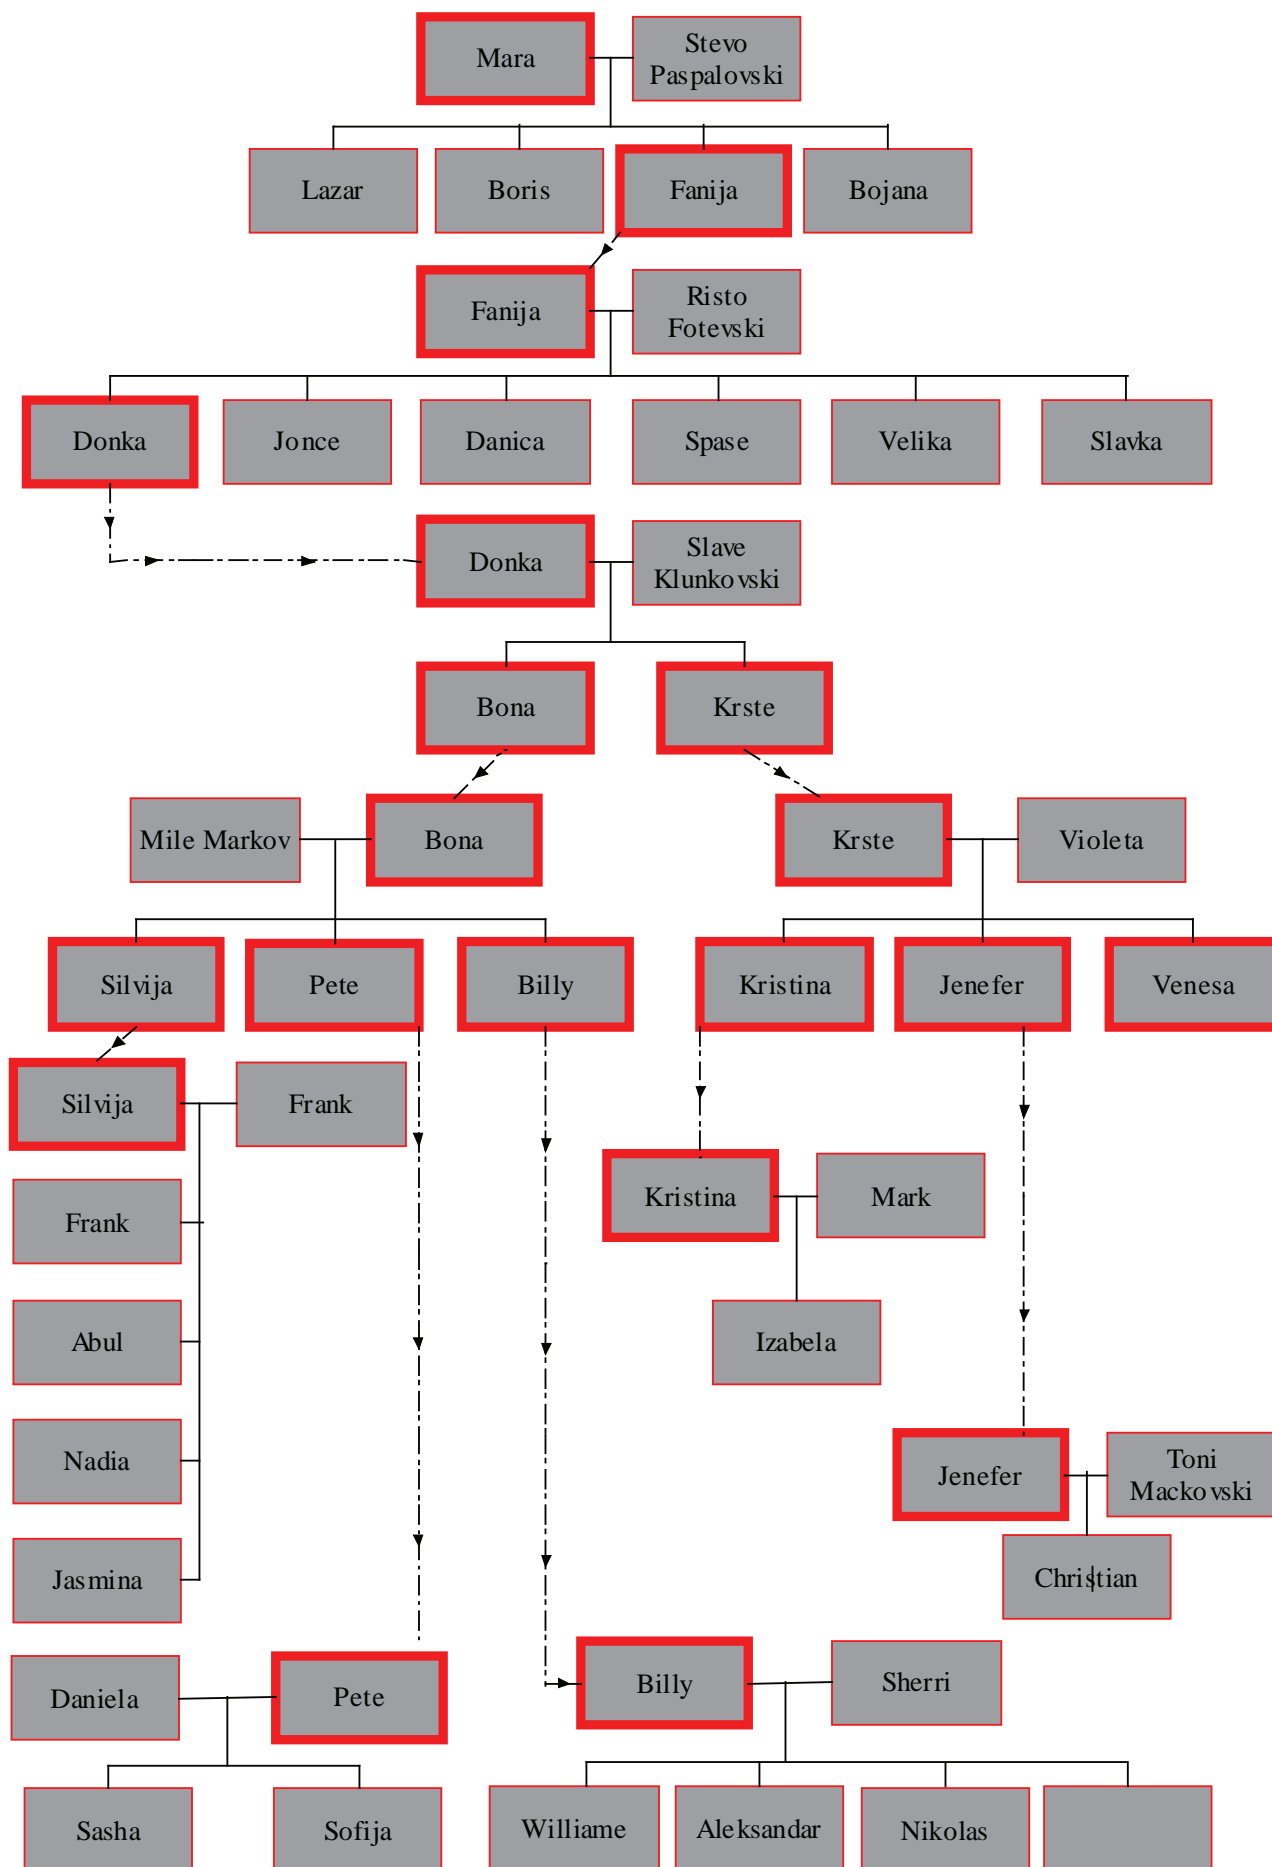 Mara
Stevo
Paspalovski
Lazar
Boris
Fanija
Bojana
Fanija
Risto
Fotevski
Donka
Jonce
Danica
Spase
Velika
Slavka
Donka
Slave
Klunkovski
Bona
Krste
Mile Markov
Bona
Krste
Violeta
Silvija
Pete
Billy
Kristina
Jenefer
Venesa
Silvija
Frank
Kristina
Mark
Frank
Abul
Izabela
Nadia
Jenefer
Toni
Mackovski
Jasmina
Christian
Daniela
Pete
Billy
Sherri
Sasha
Sofija
Williame
Aleksandar
Nikolas